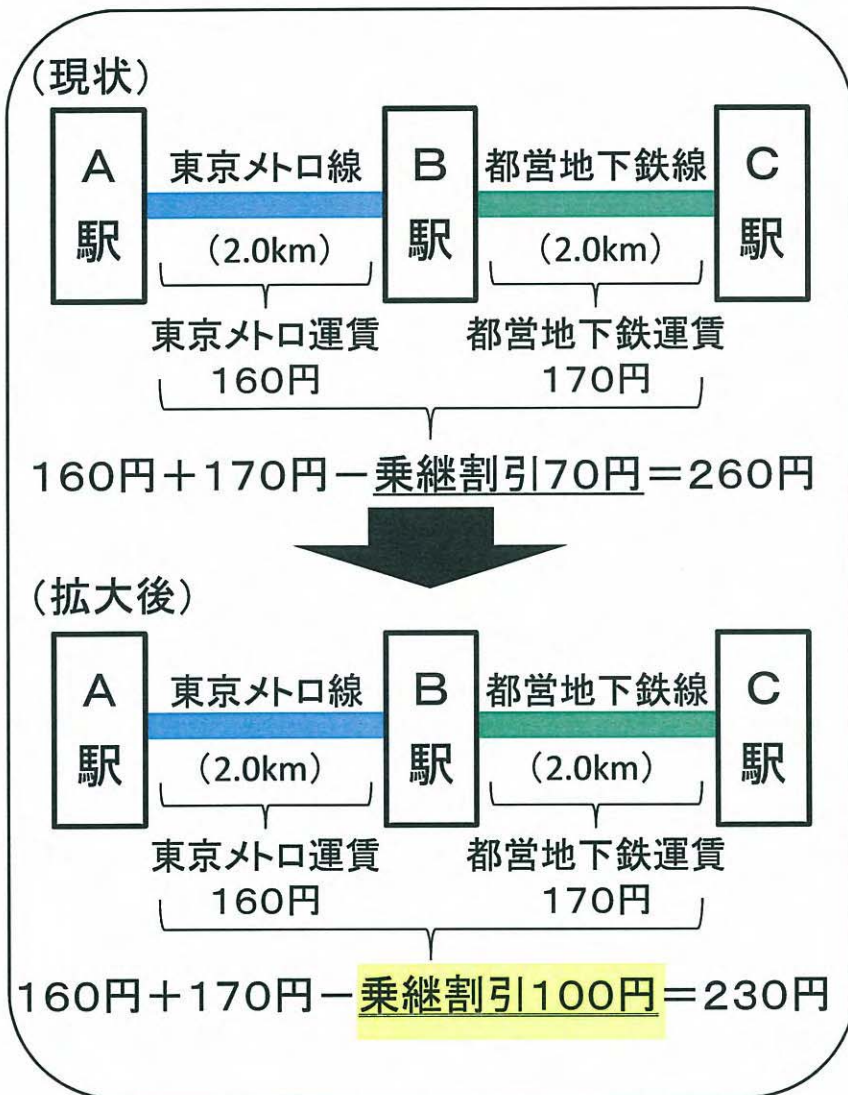 （現状）
A駅 東京メトロ線 B駅 都営地下鉄線 C駅
（2.0km） （2.0km）
東京メトロ運賃 都営地下鉄運賃
160円 170円
160円＋170円－乗継割引70円＝260円
（拡大後）
A駅 東京メトロ線 B駅 都営地下鉄線 C駅
（2.0km） （2.0km）
東京メトロ運賃 都営地下鉄運賃
160円 170円
160円＋170円－乗継割引100円＝230円